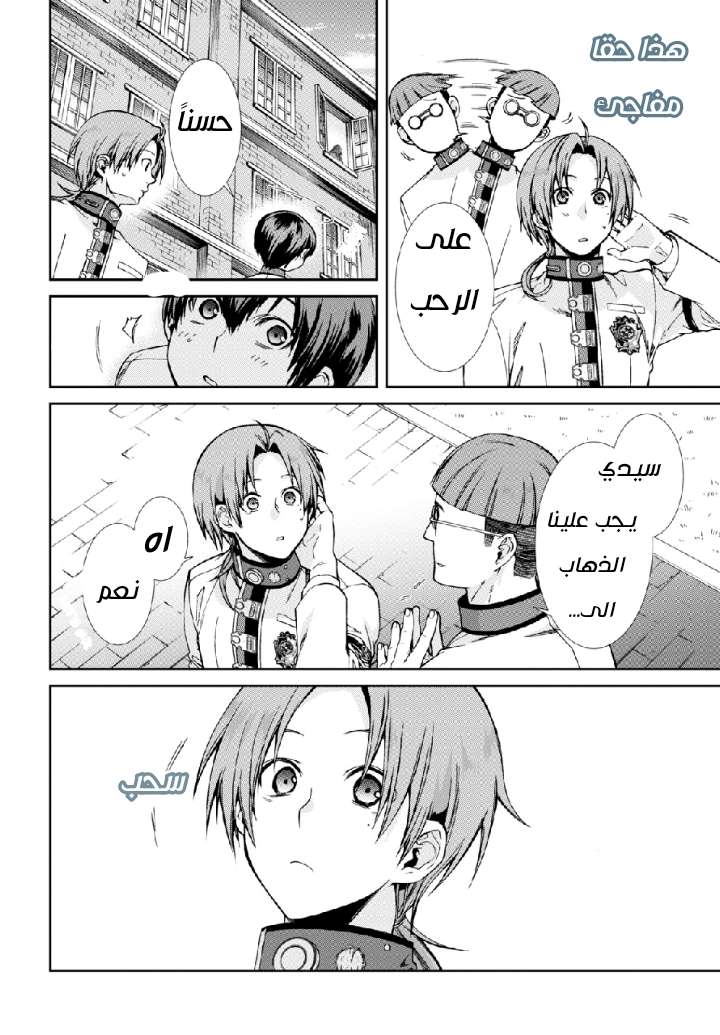 هذا حقا
مفاجئ
على
الرحب
حسناً
سيدي
يجب علينا
الذهاب
الى...
اه
نعم
سحب